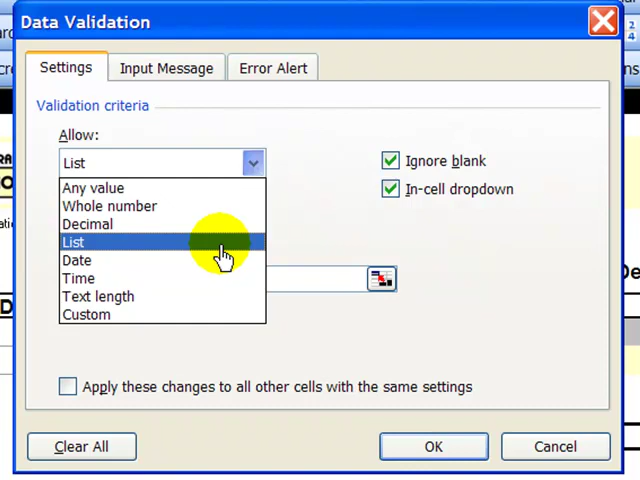 Data Validation
Settings
Input Message
Error Alert
Validation criteria
Allow:
List
Ignore blank
In-cell dropdown
Any value
Whole number
Decimal
List
Date
Time
Text length
Custom
Apply these changes to all other cells with the same settings
Clear All
OK
Cancel